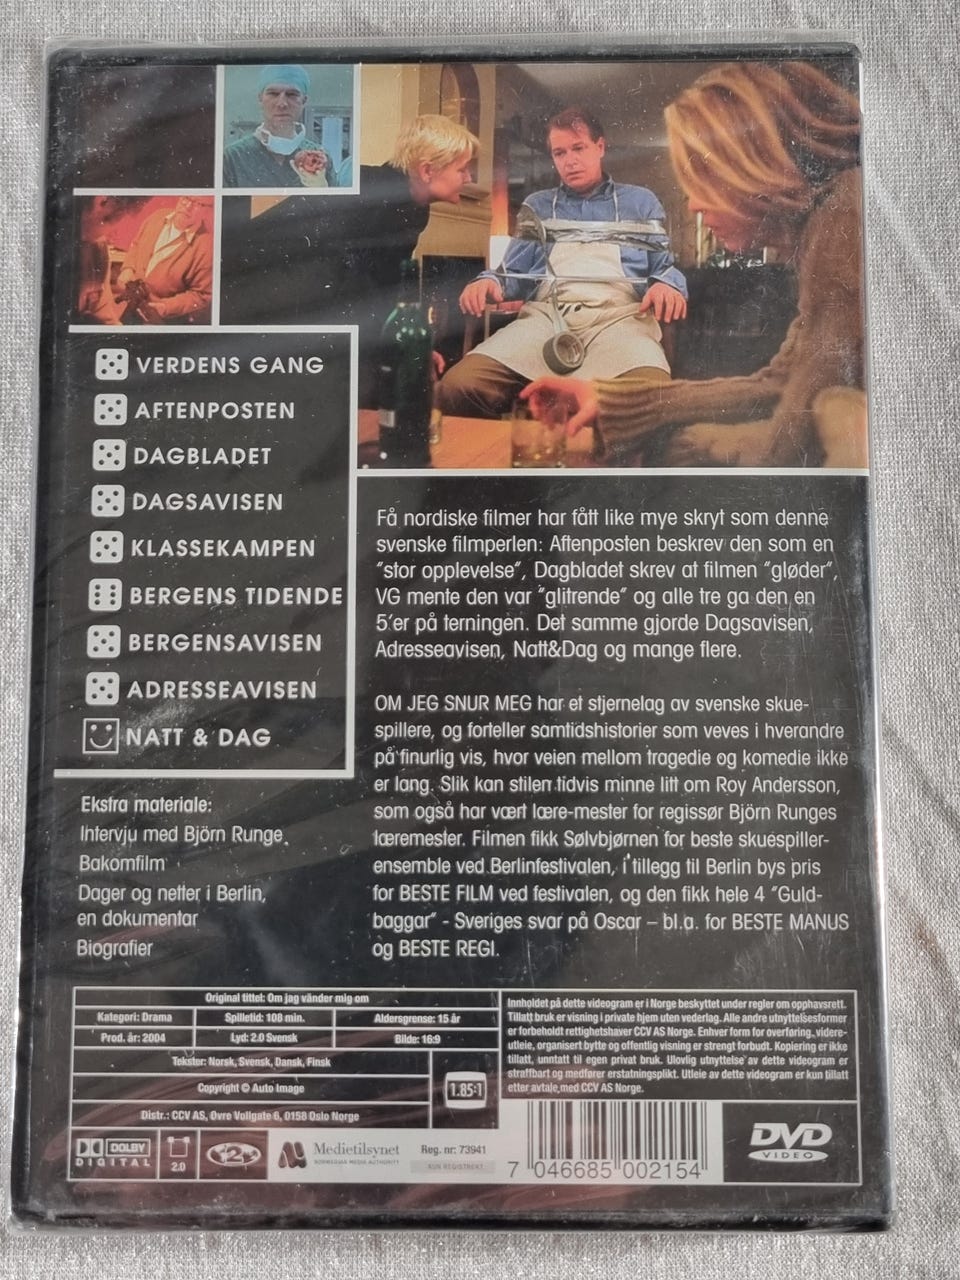 VERDENS GANG
AFTENPOSTEN
DAGBLADET
DAGSAVISEN
KLASSEKAMPEN
BERGENS TIDENDE
BERGENSAVISEN
ADRESSEAVISEN
NATT & DAG
Ekstra materiale:
Intervju med Björn Runge
Bakomfilm
Dager og netter i Berlin,
en dokumentar
Biografier
Få nordiske filmer har fått like mye skryt som denne
svenske filmperlen: Aftenposten beskrev den som en
"stor opplevelse", Dagbladet skrev at filmen "gløder",
VG mente den var "glitrende" og alle tre ga den en
5'er på terningen. Det samme gjorde Dagsavisen,
Adresseavisen, Natt&Dag og mange flere.
OM JEG SNUR MEG har et stjernelag av svenske skue-
spillere, og forteller samtidshistorier som veves i hverandre
på finurlig vis, hvor veien mellom tragedie og komedie ikke
er lang. Slik kan stilen tidvis minne litt om Roy Andersson,
som også har vært lære-mester for regissør Björn Runges
læremester. Filmen fikk Sølvbjørnen for beste skuespiller-
ensemble ved Berlinfestivalen, i tillegg til Berlin bys pris
for BESTE FILM ved festivalen, og den fikk hele 4 "Guld-
baggar" - Sveriges svar på Oscar – bl.a. for BESTE MANUS
og BESTE REGI.
Original tittel: Om jag vänder mig om
Kategori: Drama
Spilletid: 108 min.
Aldersgrense: 15 år
Prod. år: 2004
Lyd: 2.0 Svensk
Bilde: 16:9
Tekster: Norsk, Svensk, Dansk, Finsk
Copyright © Auto Image
1.85:1
Distr.: CCV AS, Øvre Vollgate 6, 0158 Oslo Norge
Innholdet på dette videogram er i Norge beskyttet under regler om opphavsrett.
Tillatt bruk er visning i private hjem uten vederlag. Alle andre utnyttelsesformer
er forbeholdt rettighetshaver CCV AS Norge. Enhver form for overføring, videre-
utleie, organisert bytte og offentlig visning er strengt forbudt. Kopiering er ikke
tillatt, unntatt til egen privat bruk. Ulovlig utnyttelse av dette videogram er
straffbart og medfører erstatningsplikt. Utleie av dette videogram er kun tillatt
etter avtale med CCV AS Norge.
DOLBY
DIGITAL
2.0
2
Medietilsynet
NORWEGIAN MEDIA AUTHORITY
Reg. nr: 73941
KUN REGISTRERT
7 046685 002154
DVD
VIDEO